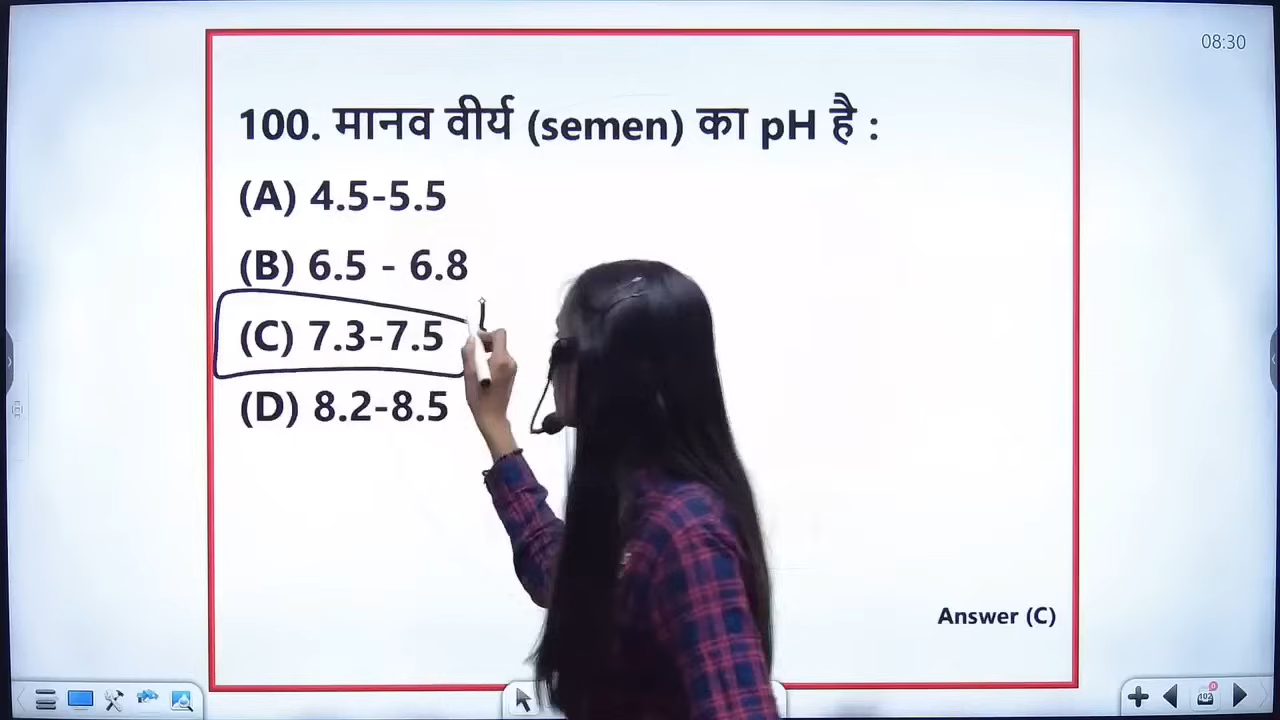 08:30
100. मानव वीर्य (semen) का pH है :
(A) 4.5-5.5
(B) 6.5 - 6.8
(C) 7.3-7.5
(D) 8.2-8.5
Answer (C)
102